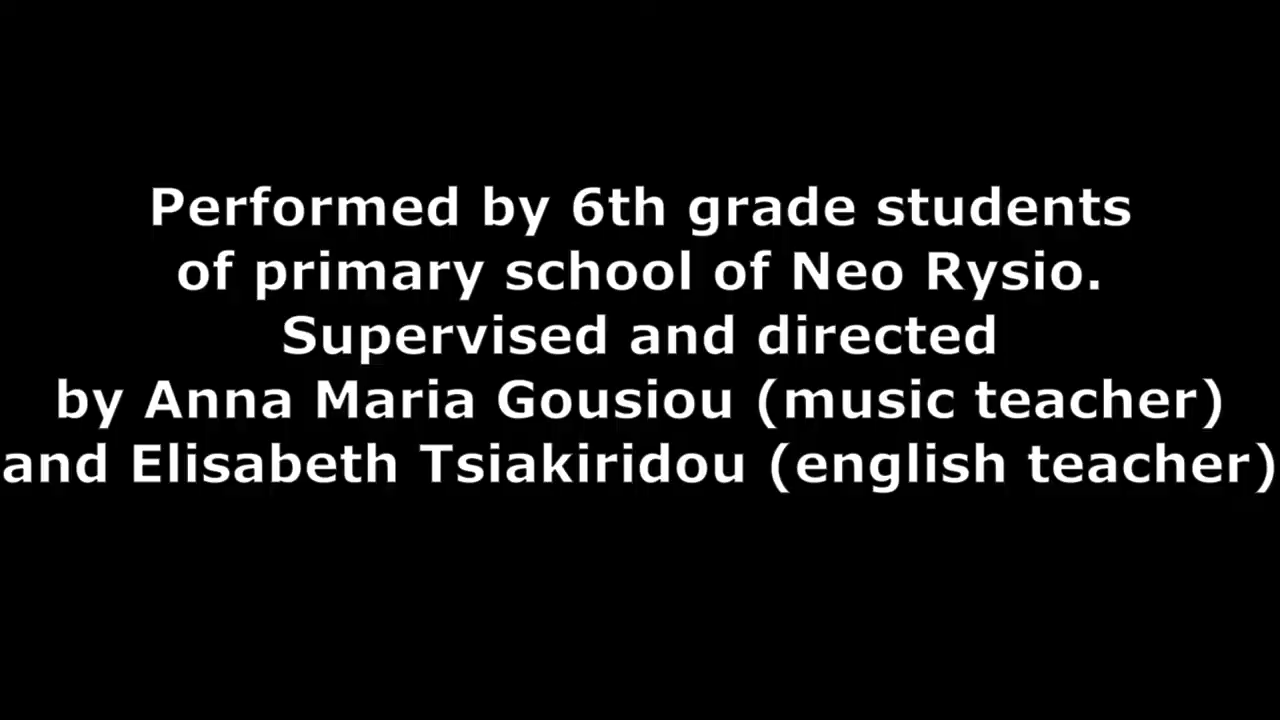 Performed by 6th grade students
of primary school of Neo Rysio.
Supervised and directed
by Anna Maria Gousiou (music teacher)
and Elisabeth Tsiakiridou (english teacher)